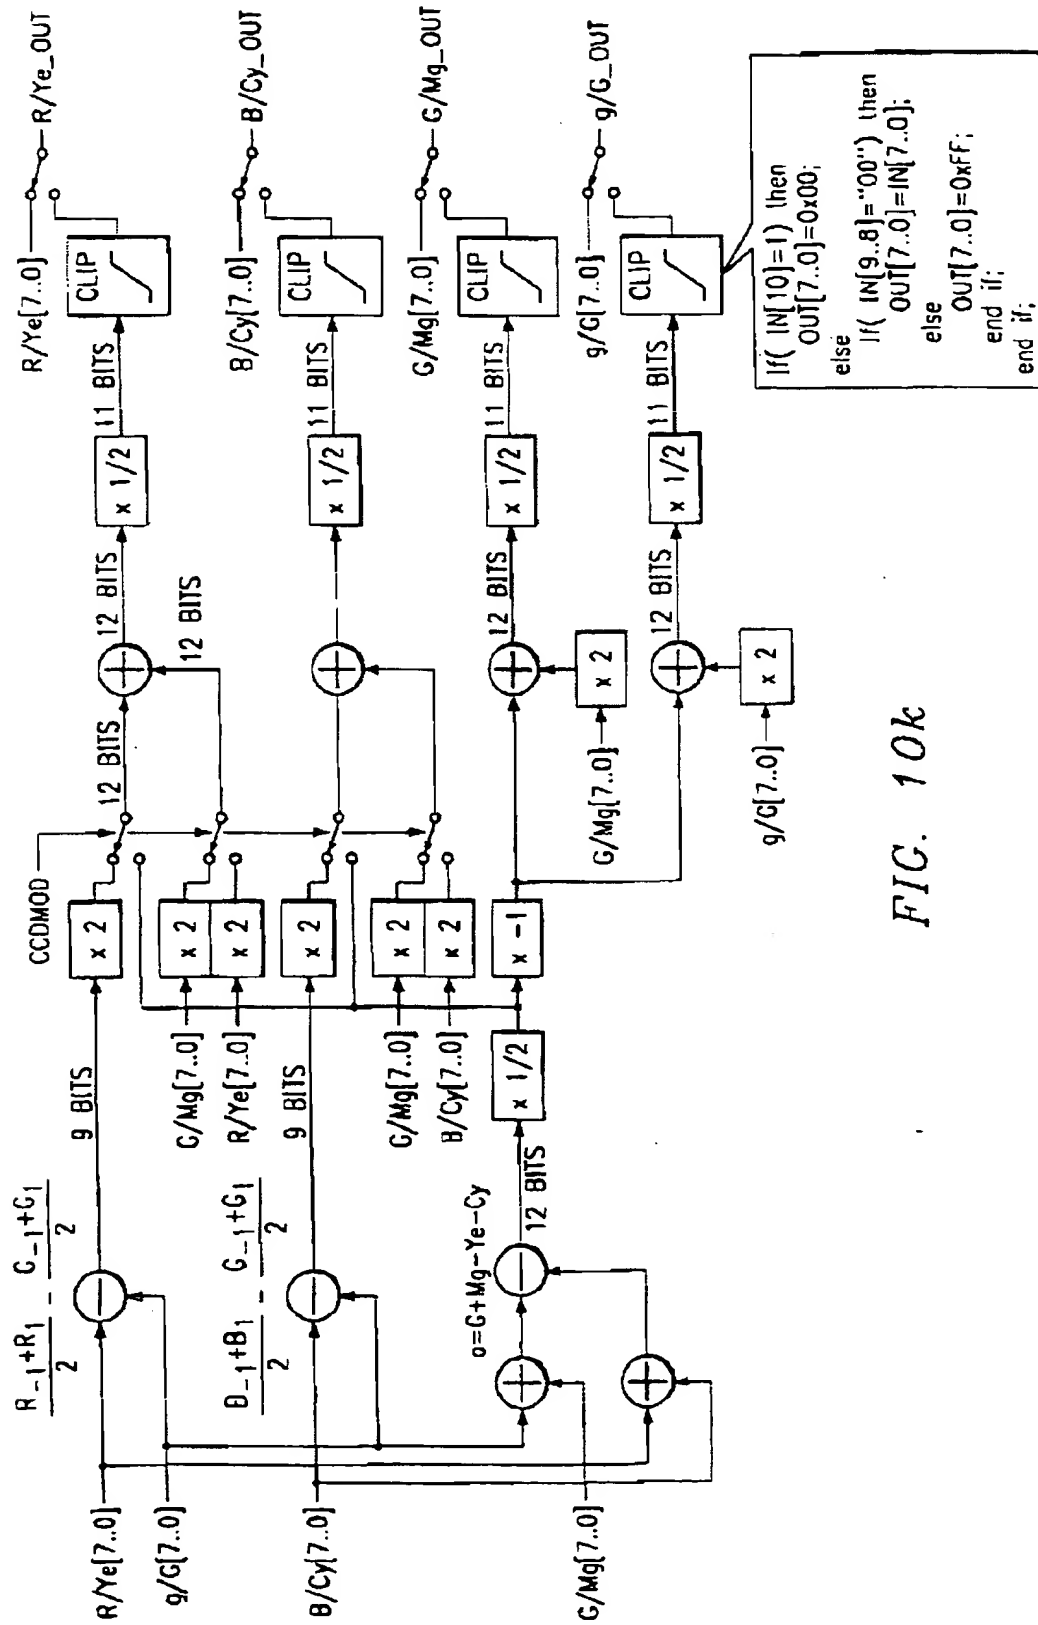 R/Ye[7..0]
g/G[7..0]
B/Cy[7..0]
G/Mg[7..0]
R-1+R1
2
-
G-1+G1
2
B-1+B1
2
-
G-1+G1
2
a=G+Mg-Ye-Cy
12 BITS
9 BITS
9 BITS
x 1/2
CCDMOD
x 2
G/Mg[7..0]
x 2
R/Ye[7..0]
x 2
x 2
G/Mg[7..0]
x 2
B/Cy[7..0]
x 2
x -1
12 BITS
12 BITS
12 BITS
G/Mg[7..0]
x 2
12 BITS
g/G[7..0]
x 2
12 BITS
x 1/2
11 BITS
x 1/2
11 BITS
x 1/2
11 BITS
x 1/2
11 BITS
R/Ye[7..0]
CLIP
R/Ye_OUT
B/Cy[7..0]
CLIP
B/Cy_OUT
G/Mg[7..0]
CLIP
G/Mg_OUT
g/G[7..0]
CLIP
g/G_OUT
If( IN[10]=1) then
OUT[7..0]=0x00;
else
If( IN[9..8]="00") then
OUT[7..0]=IN[7..0];
else
OUT[7..0]=0xFF;
end if;
end if;
FIG. 10k